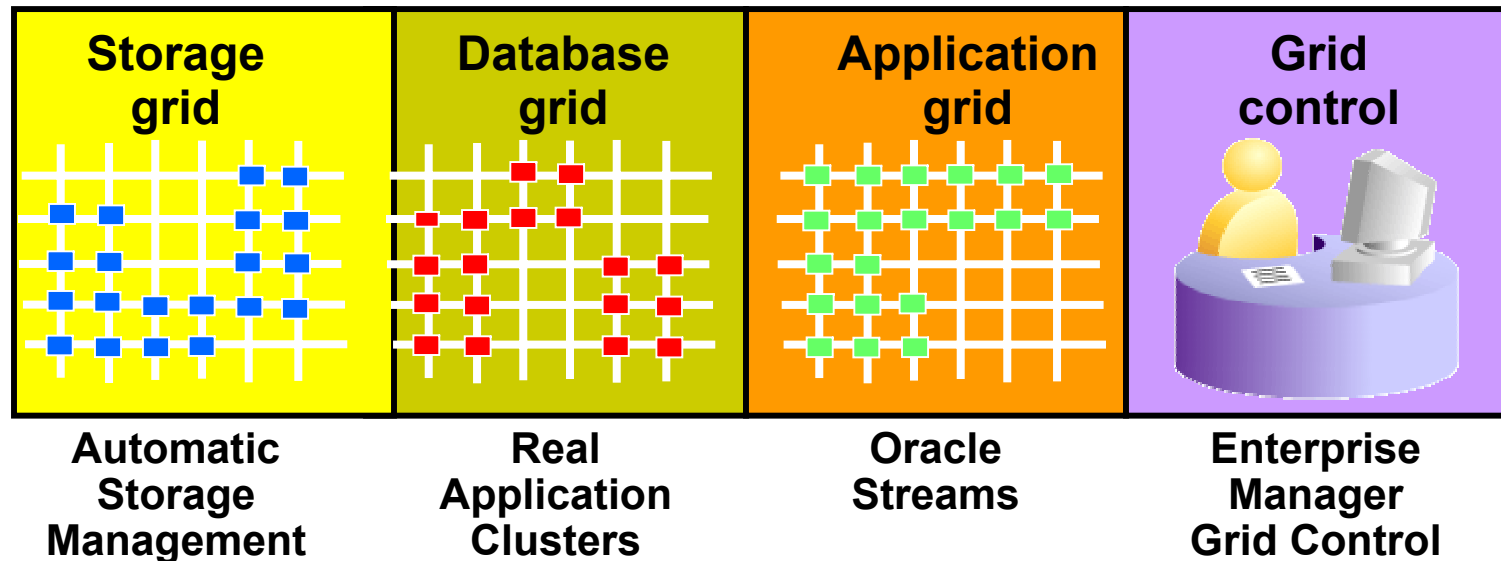 Storage
grid
Database
grid
Application
grid
Grid
control
Automatic
Storage
Management
Real
Application
Clusters
Oracle
Streams
Enterprise
Manager
Grid Control